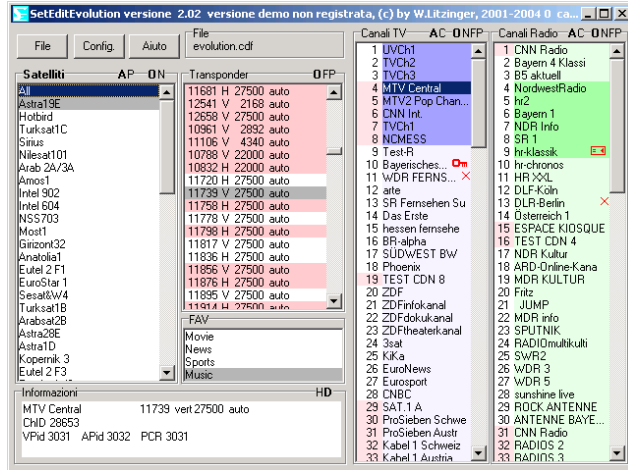 SetEditEvolution versione 2.02 versione demo non registrata, (c) by W.Litzinger, 2001-2004 0 ca...
File
Config.
Aiuto
File
evolution.cdf
Satelliti AP ON
All
Astra19E
Hotbird
Turksat1C
Sirius
Nilesat101
Arab 2A/3A
Amos1
Intel 902
Intel 604
NSS703
Most1
Girizont32
Anatolia1
Eutel 2 F1
EuroStar 1
Sesat&W4
Turksat1B
Arabsat2B
Astra28E
Astra1D
Kopernik 3
Eutel 2 F3
Transponder OFP
11681 H 27500 auto
12541 V 2168 auto
12658 V 27500 auto
10961 V 2892 auto
11106 V 4340 auto
10788 V 22000 auto
10832 H 22000 auto
11720 H 27500 auto
11739 V 27500 auto
11758 H 27500 auto
11778 V 27500 auto
11798 H 27500 auto
11817 V 27500 auto
11836 H 27500 auto
11856 V 27500 auto
11876 H 27500 auto
11895 V 27500 auto
11914 H 27500 auto
FAV
Movie
News
Sports
Music
Informazioni HD
MTV Central 11739 vert 27500 auto
ChID 28653
VPid 3031 APid 3032 PCR 3031
Canali TV AC ONFP
1 UVCh1
2 TVCh2
3 TVCh3
4 MTV Central
5 MTV2 Pop Chan...
6 CNN Int.
7 TVCh1
8 NCMESS
9 Test-R
10 Bayerisches...
11 WDR FERNS...
12 arte
13 SR Fernsehen Su
14 Das Erste
15 hessen fernsehe
16 BR-alpha
17 SÜDWEST BW
18 Phoenix
19 TEST CDN 8
20 ZDF
21 ZDFinfokanal
22 ZDFdokukanal
23 ZDFtheaterkanal
24 3sat
25 KiKa
26 EuroNews
27 Eurosport
28 CNBC
29 SAT.1 A
30 ProSieben Schwe
31 ProSieben Austr
32 Kabel 1 Schweiz
33 Kabel 1 Austria
Canali Radio AC ONFP
1 CNN Radio
2 Bayern 4 Klassi
3 B5 aktuell
4 NordwestRadio
5 hr2
6 Bayern 1
7 NDR Info
8 SR 1
9 hr-klassik
10 hr-chronos
11 HR XXL
12 DLF-Köln
13 DLR-Berlin
14 Österreich 1
15 ESPACE KIOSQUE
16 TEST CDN 4
17 NDR Kultur
18 ARD-Online-Kana
19 MDR KULTUR
20 Fritz
21 JUMP
22 MDR info
23 SPUTNIK
24 RADIOmultikulti
25 SWR2
26 WDR 3
27 WDR 5
28 sunshine live
29 ROCK ANTENNE
30 ANTENNE BAYE...
31 CNN Radio
32 RADIOS 2
33 RADIOS 3